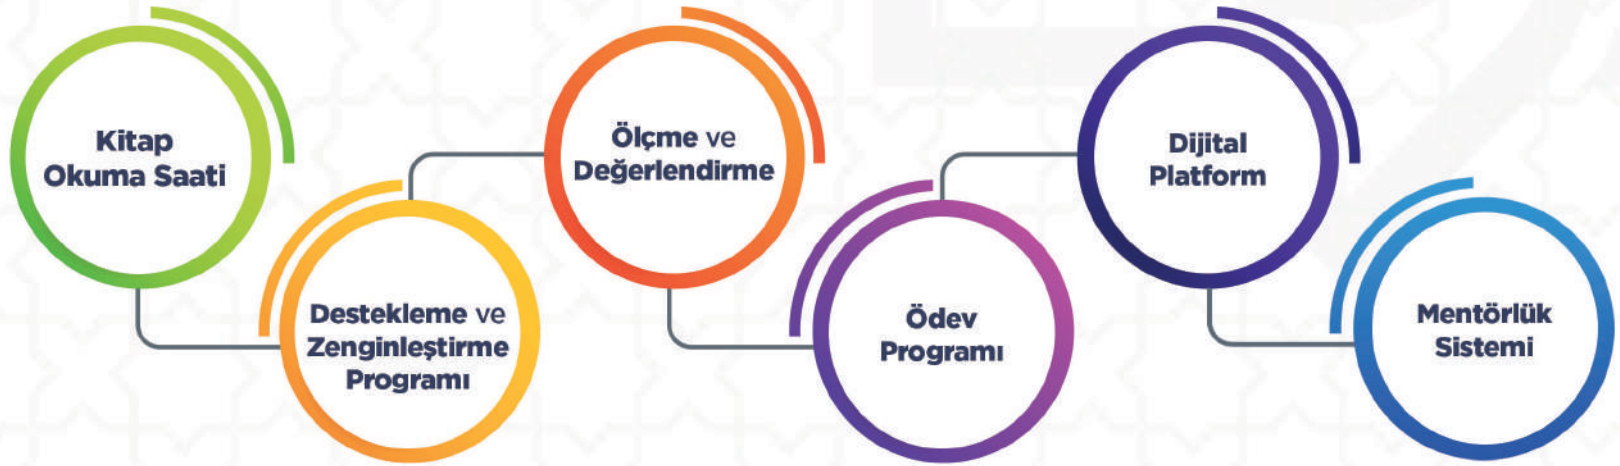 Kitap
Okuma Saati
Destekleme ve
Zenginleştirme
Programı
Ölçme ve
Değerlendirme
Ödev
Programı
Dijital
Platform
Mentörlük
Sistemi